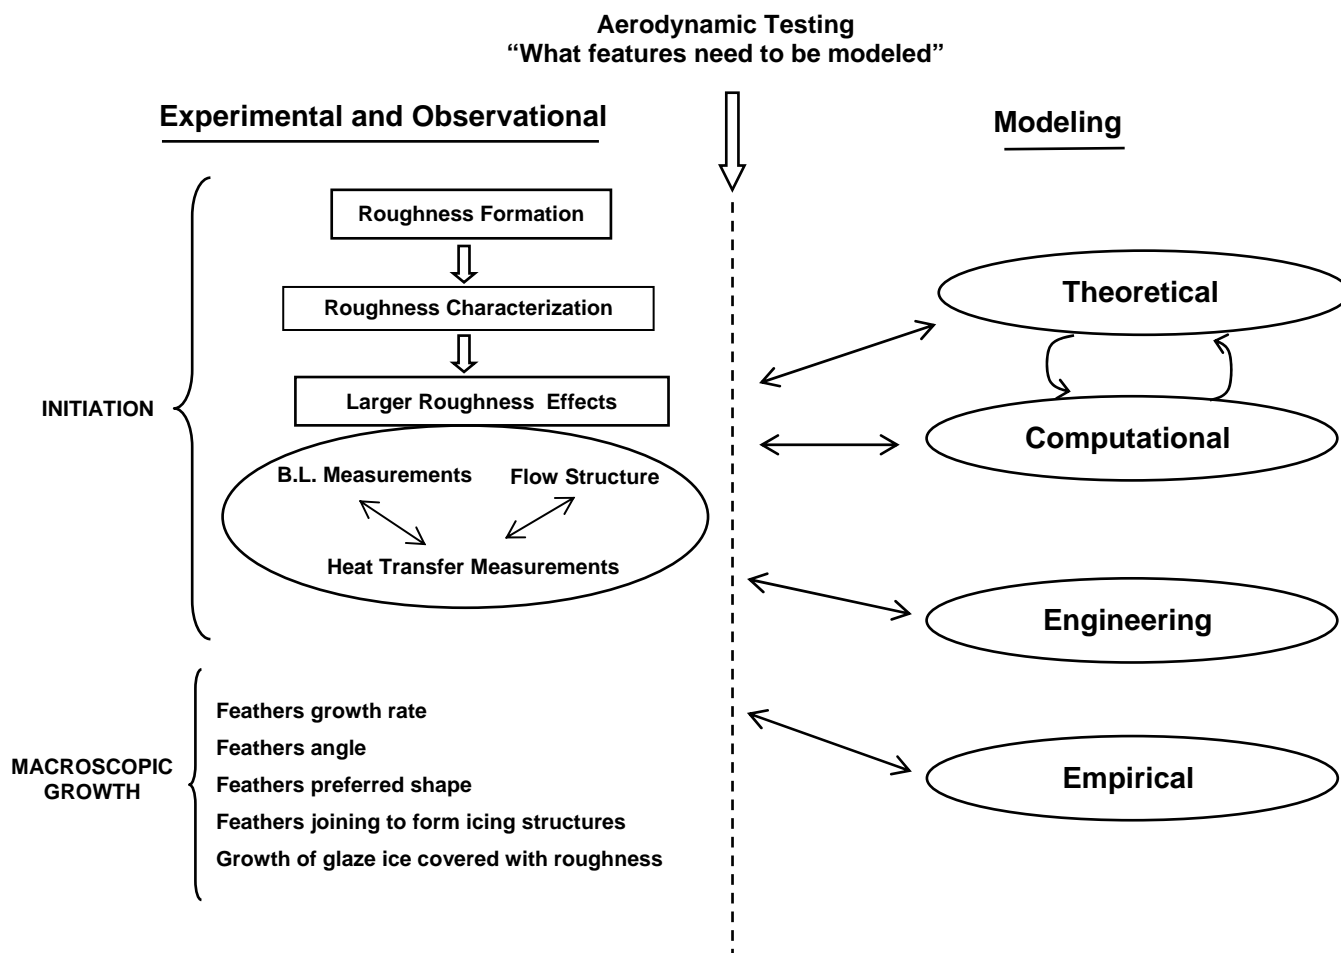 Aerodynamic Testing
“What features need to be modeled”
Experimental and Observational
Modeling
INITIATION
Roughness Formation
Roughness Characterization
Larger Roughness Effects
B.L. Measurements
Flow Structure
Heat Transfer Measurements
MACROSCOPIC
GROWTH
Feathers growth rate
Feathers angle
Feathers preferred shape
Feathers joining to form icing structures
Growth of glaze ice covered with roughness
Theoretical
Computational
Engineering
Empirical